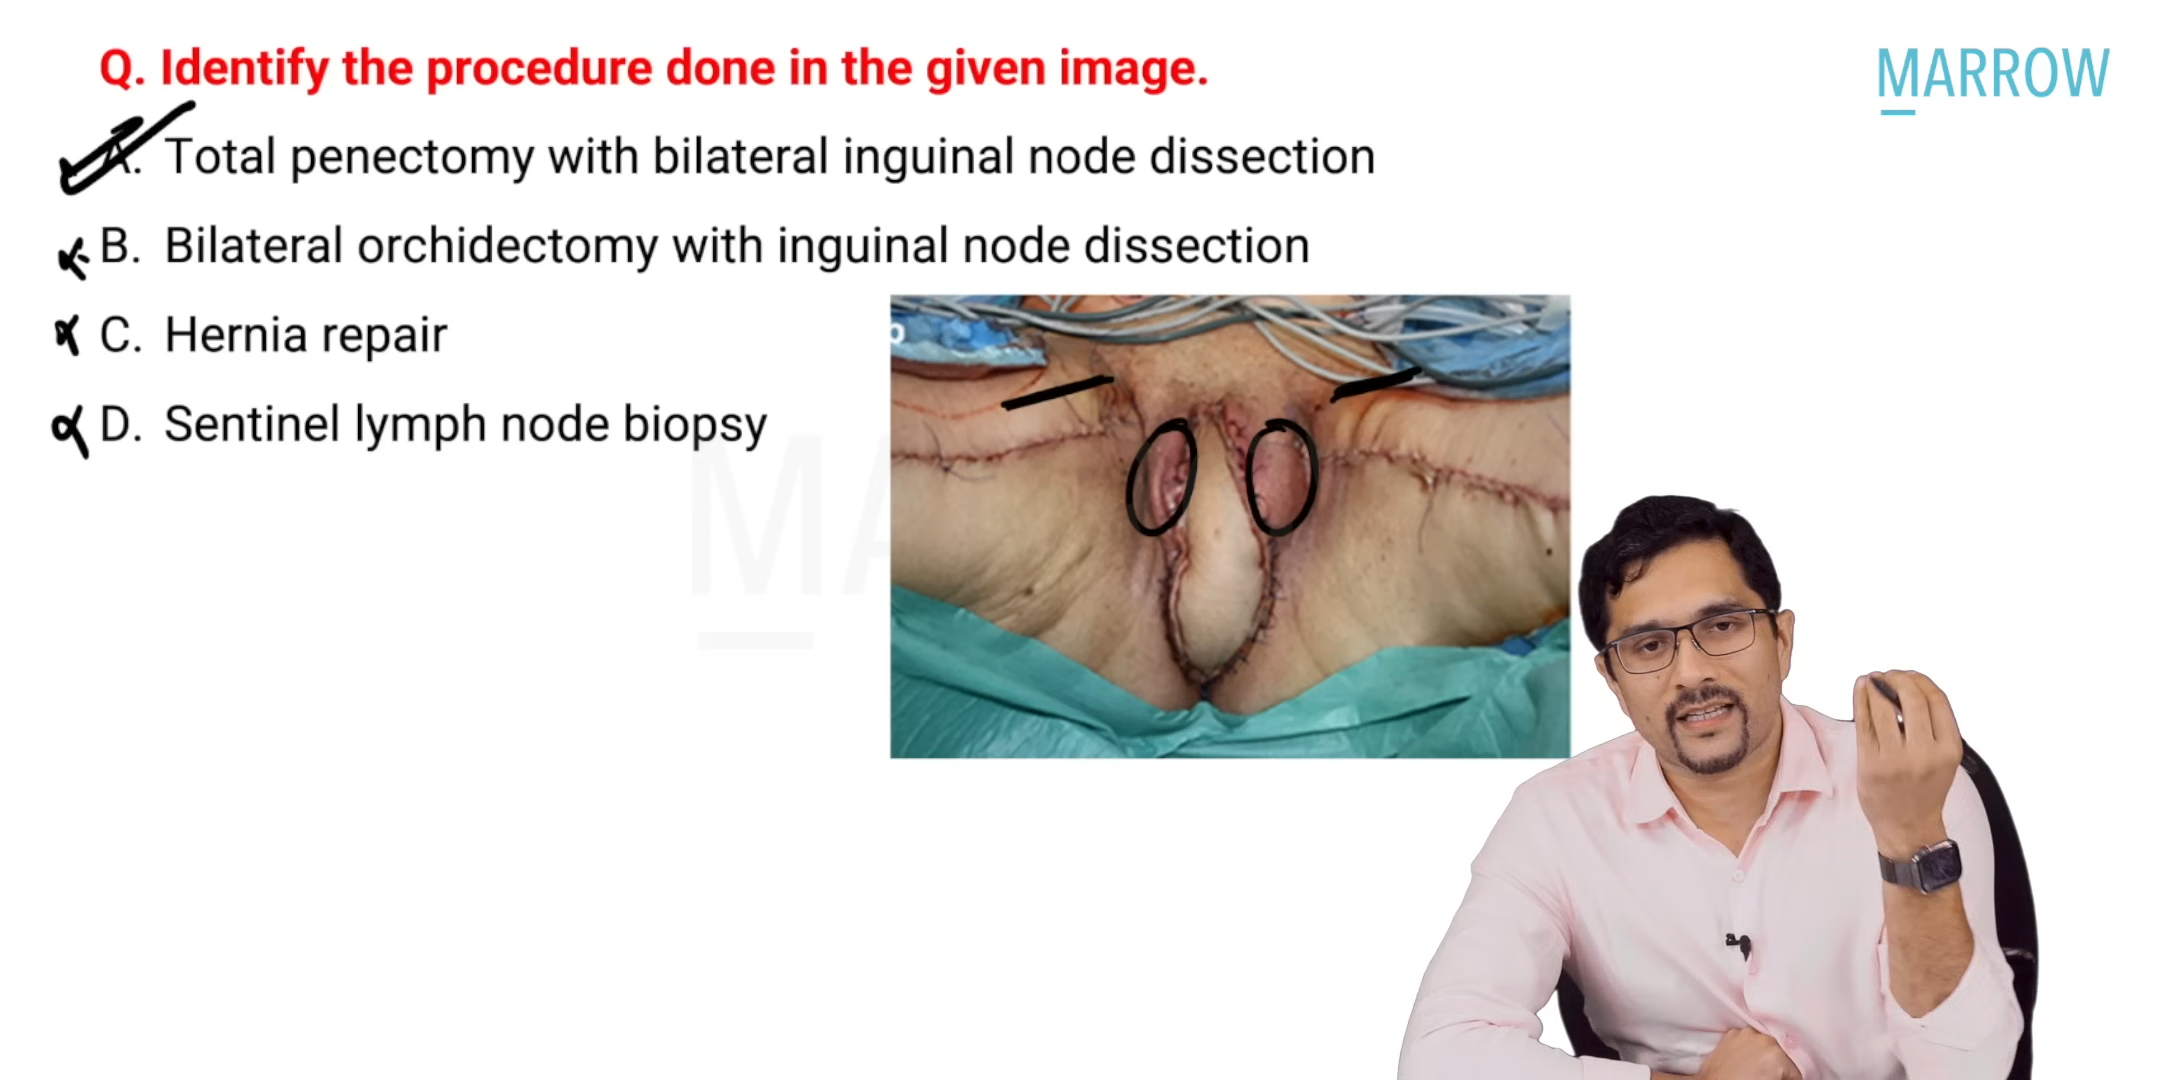 Q. Identify the procedure done in the given image.
MARROW
A. Total penectomy with bilateral inguinal node dissection
B. Bilateral orchidectomy with inguinal node dissection
C. Hernia repair
D. Sentinel lymph node biopsy